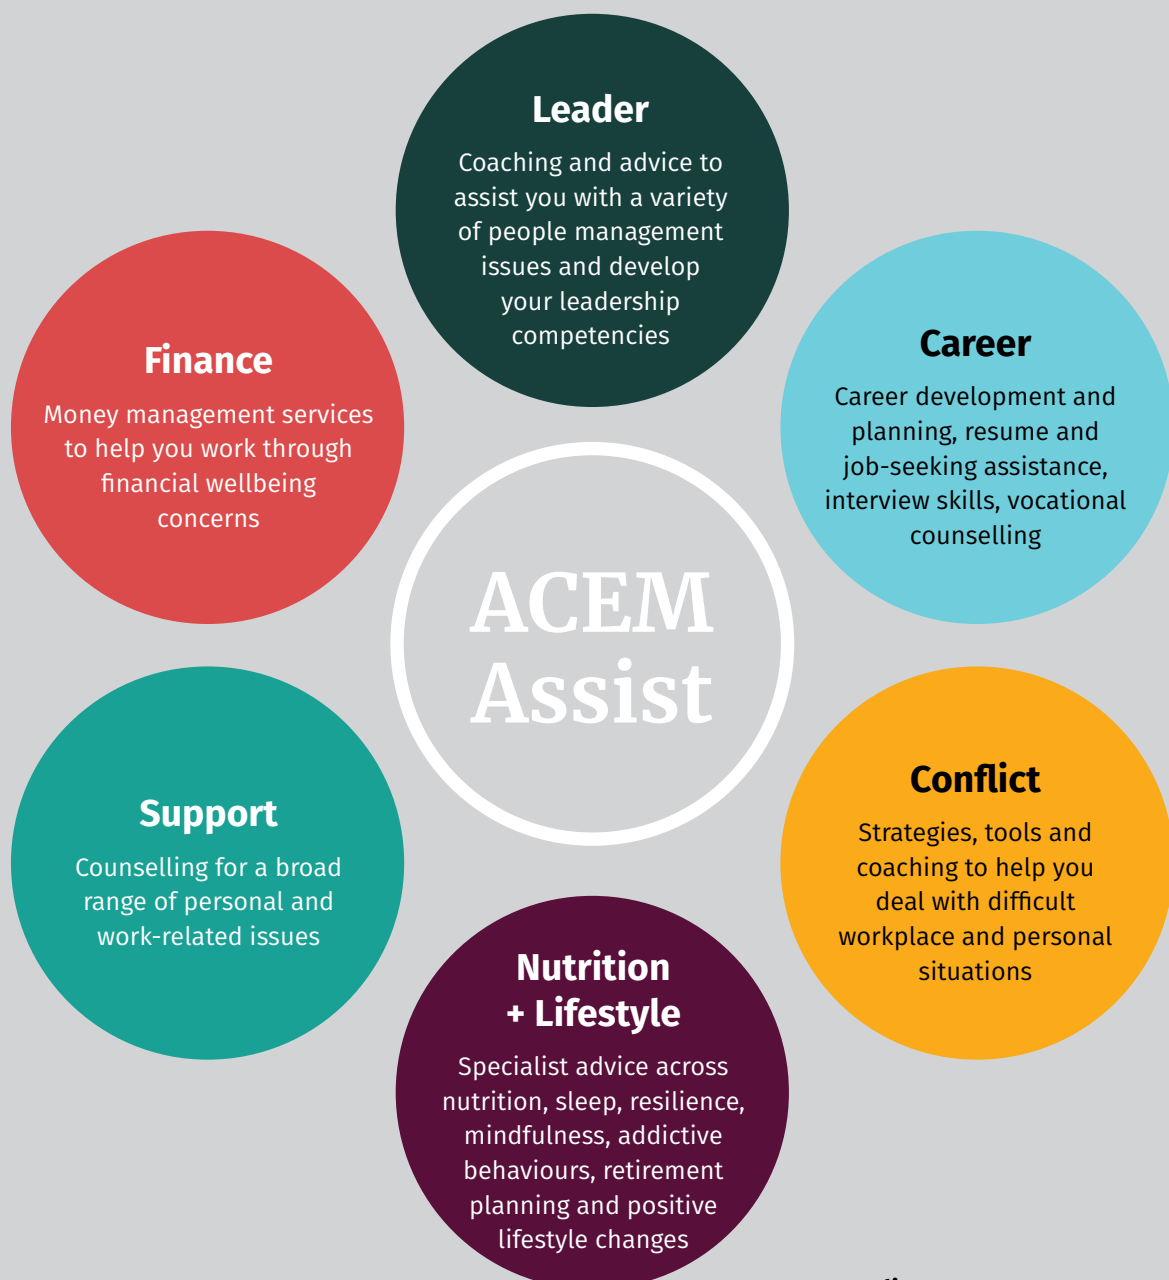 Leader
Coaching and advice to
assist you with a variety
of people management
issues and develop
your leadership
competencies
Finance
Money management services
to help you work through
financial wellbeing
concerns
Career
Career development and
planning, resume and
job-seeking assistance,
interview skills, vocational
counselling
ACEM
Assist
Support
Counselling for a broad
range of personal and
work-related issues
Conflict
Strategies, tools and
coaching to help you
deal with difficult
workplace and personal
situations
Nutrition
+ Lifestyle
Specialist advice across
nutrition, sleep, resilience,
mindfulness, addictive
behaviours, retirement
planning and positive
lifestyle changes